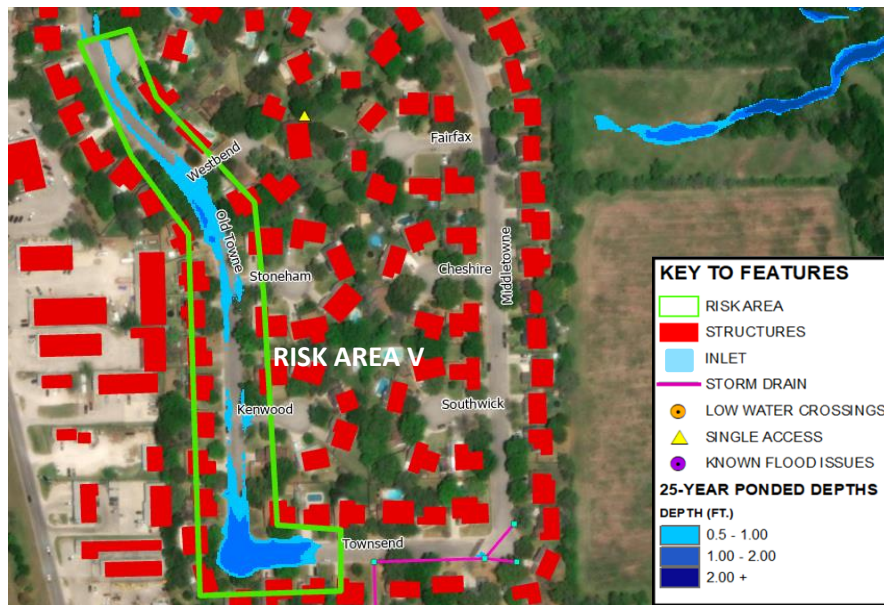 Westbend
Fairfax
Old Towne
Middletowne
Stoneham
Cheshire
RISK AREA V
Kenwood
Southwick
Townsend
KEY TO FEATURES
RISK AREA
STRUCTURES
INLET
STORM DRAIN
LOW WATER CROSSINGS
SINGLE ACCESS
KNOWN FLOOD ISSUES
25-YEAR PONDED DEPTHS
DEPTH (FT.)
0.5 - 1.00
1.00 - 2.00
2.00 +